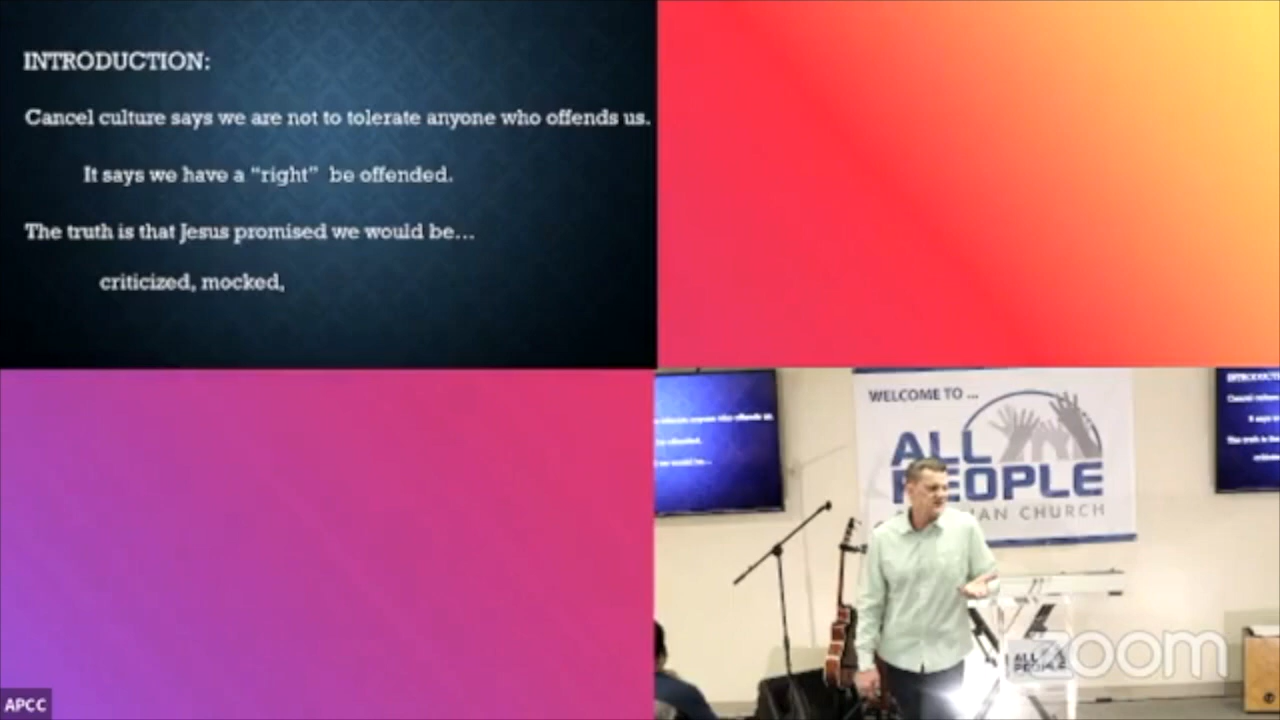 INTRODUCTION:
Cancel culture says we are not to tolerate anyone who offends us.
It says we have a “right”  be offended.
The truth is that Jesus promised we would be...
criticized, mocked,
WELCOME TO ...
ALL
PEOPLE
CHURCH
ALL
PEOPLE
zoom
APCC